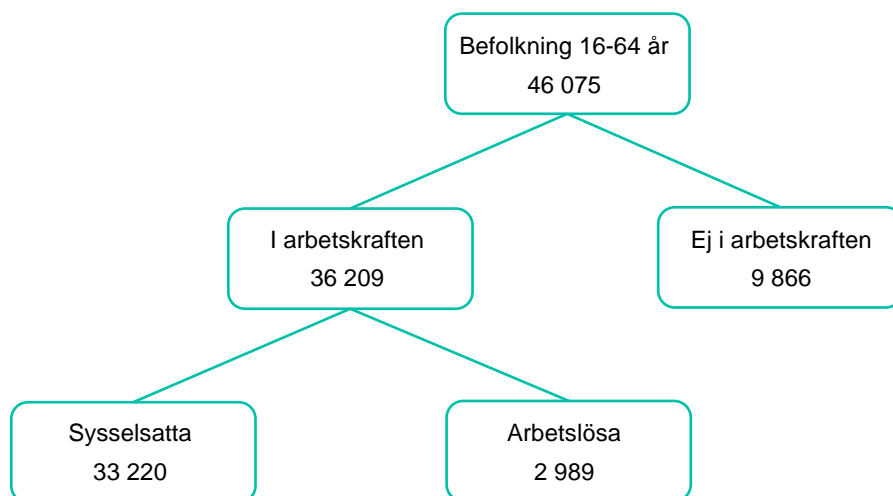 Befolkning 16-64 år
46 075
I arbetskraften
36 209
Ej i arbetskraften
9 866
Sysselsatta
33 220
Arbetslösa
2 989